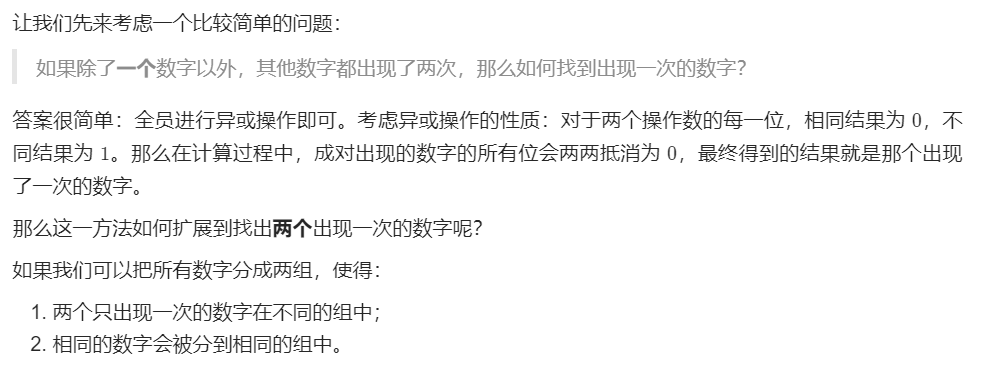 让我们先来考虑一个比较简单的问题：
如果除了一个数字以外，其他数字都出现了两次，那么如何找到出现一次的数字？
答案很简单：全员进行异或操作即可。考虑异或操作的性质：对于两个操作数的每一位，相同结果为 0，不
同结果为 1。那么在计算过程中，成对出现的数字的所有位会两两抵消为 0，最终得到的结果就是那个出现
了一次的数字。
那么这一方法如何扩展到找出两个出现一次的数字呢？
如果我们可以把所有数字分成两组，使得：
1. 两个只出现一次的数字在不同的组中；
2. 相同的数字会被分到相同的组中。